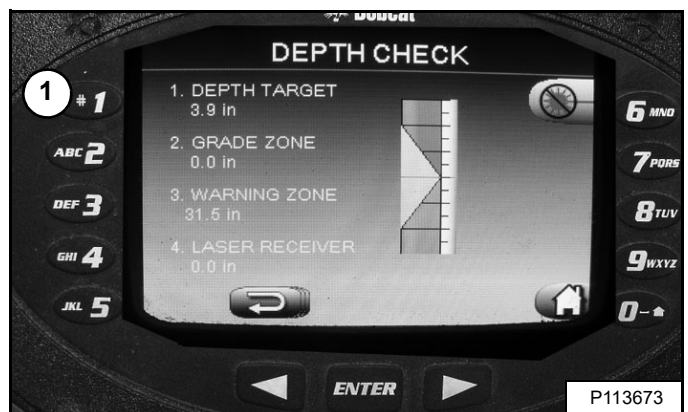 Bobcat
DEPTH CHECK
1. DEPTH TARGET
3.9 in
2. GRADE ZONE
0.0 in
3. WARNING ZONE
31.5 in
4. LASER RECEIVER
0.0 in
1
# 1
ABC 2
DEF 3
GHI 4
JKL 5
6 MNO
7 PQRS
8 TUV
9 WXYZ
0-
ENTER
P113673